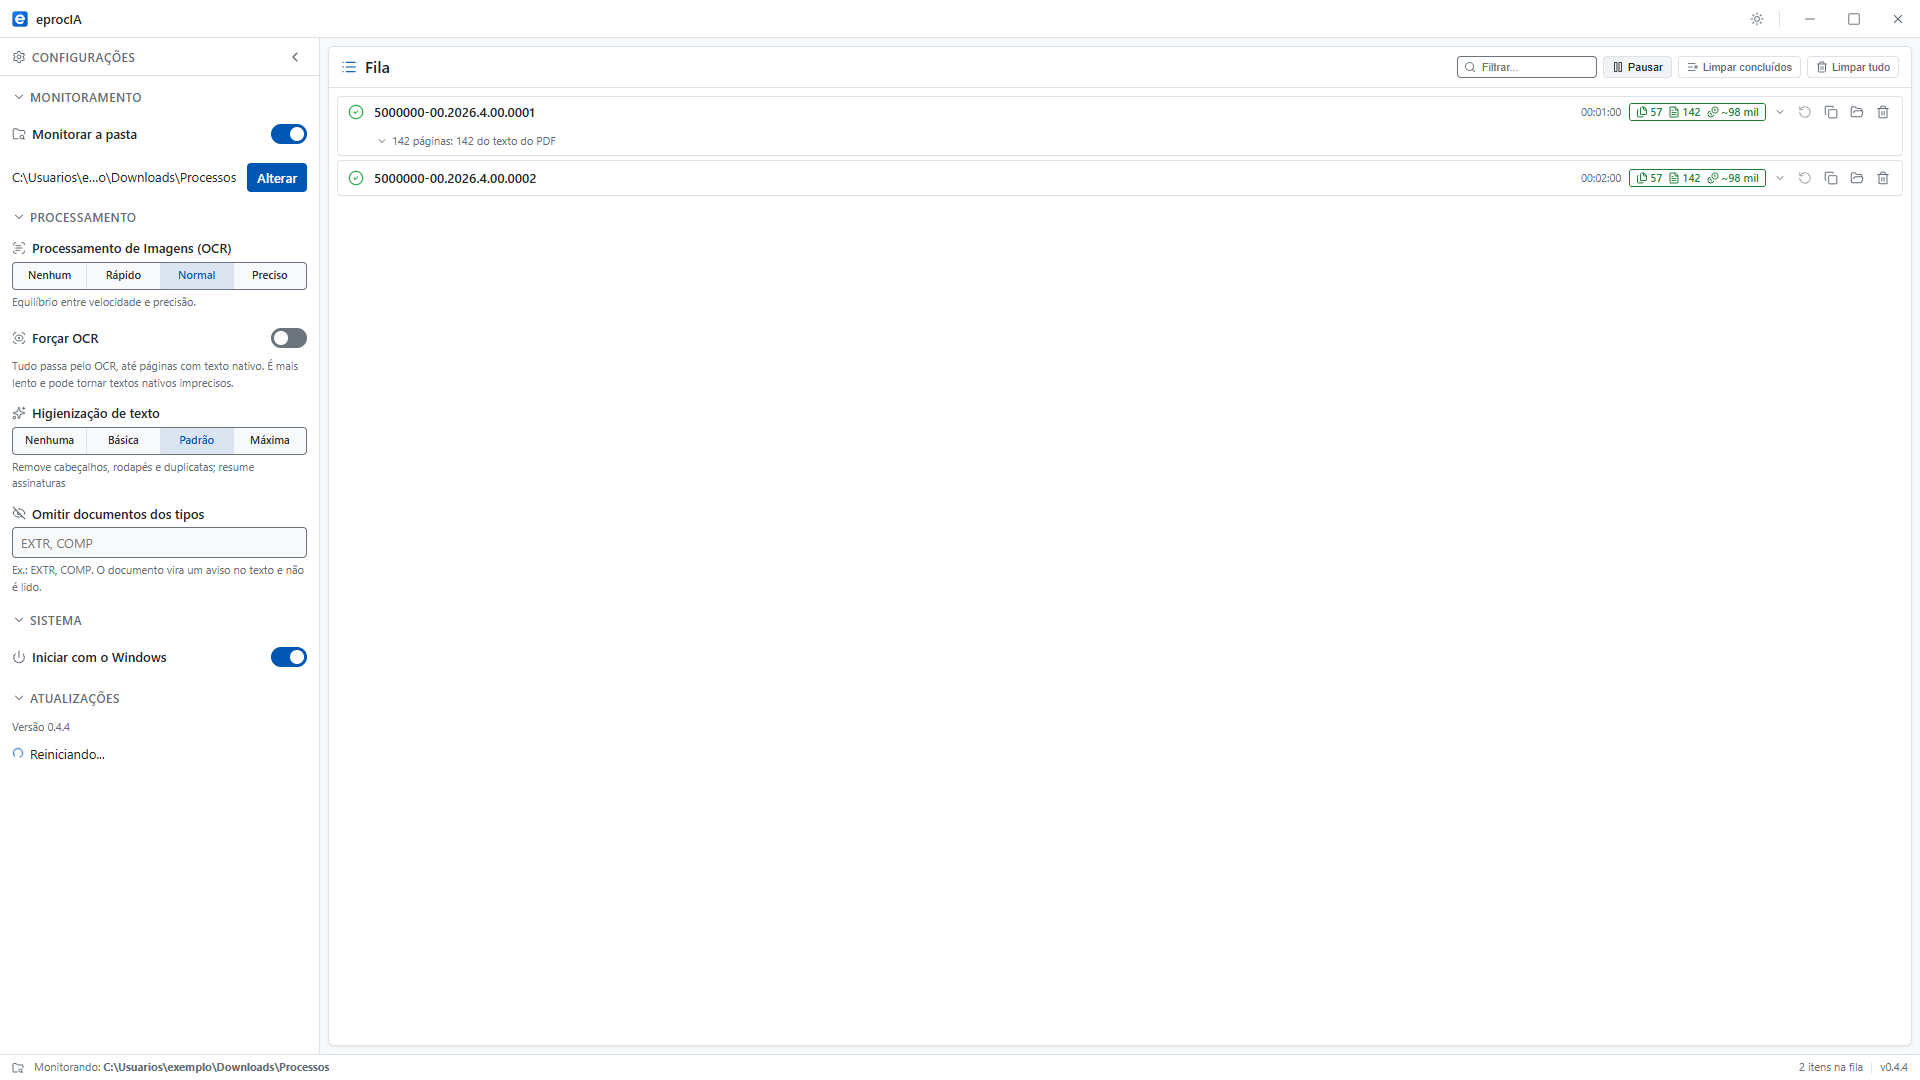 eprocIA
CONFIGURAÇÕES
MONITORAMENTO
Monitorar a pasta
C:\Usuarios\e...o\Downloads\Processos
Alterar
PROCESSAMENTO
Processamento de Imagens (OCR)
Nenhum Rápido Normal Preciso
Equilíbrio entre velocidade e precisão.
Forçar OCR
Tudo passa pelo OCR, até páginas com texto nativo. É mais
lento e pode tornar textos nativos imprecisos.
Higienização de texto
Nenhuma Básica Padrão Máxima
Remove cabeçalhos, rodapés e duplicatas; resume
assinaturas
Omitir documentos dos tipos
EXTR, COMP
Ex.: EXTR, COMP. O documento vira um aviso no texto e não
é lido.
SISTEMA
Iniciar com o Windows
ATUALIZAÇÕES
Versão 0.4.4
Reiniciando...
Fila
Filtrar...
Pausar
Limpar concluídos
Limpar tudo
5000000-00.2026.4.00.0001 00:01:00 57 142 ~98 mil
142 páginas: 142 do texto do PDF
5000000-00.2026.4.00.0002 00:02:00 57 142 ~98 mil
Monitorando: C:\Usuarios\exemplo\Downloads\Processos
2 itens na fila v0.4.4